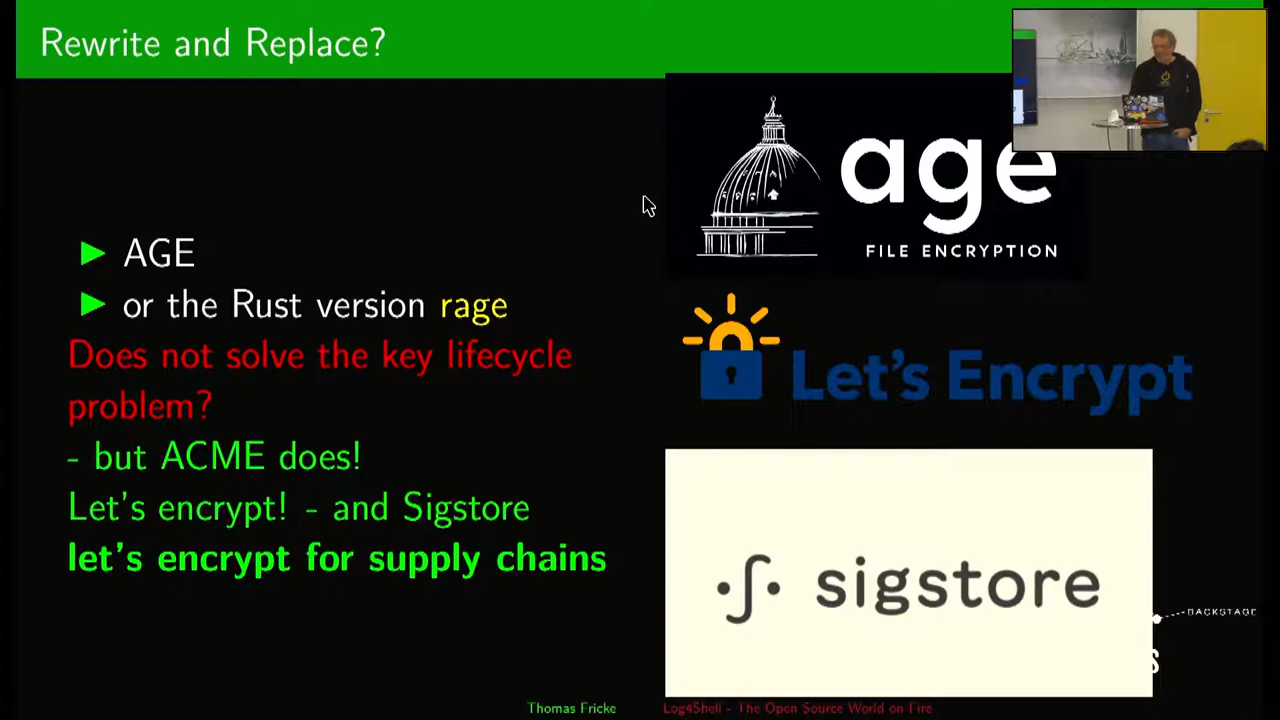 Rewrite and Replace?
AGE
or the Rust version rage
Does not solve the key lifecycle
problem?
- but ACME does!
Let's encrypt! - and Sigstore
let's encrypt for supply chains
age
FILE ENCRYPTION
Let's Encrypt
sigstore
BACKSTAGE
s
Thomas Fricke
Log4Shell - The Open Source World on Fire